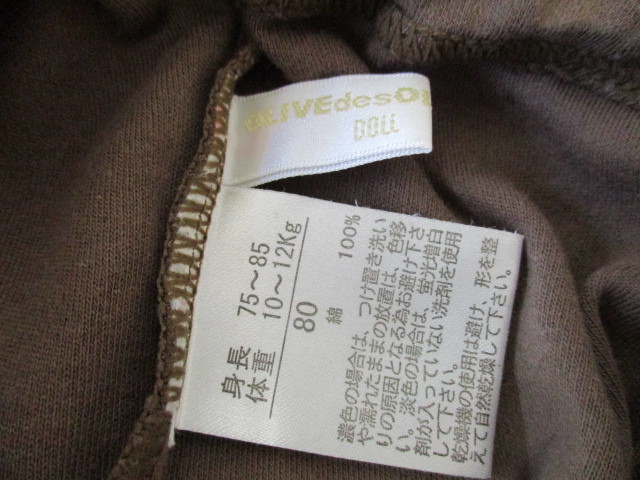 OLIVEdesOL
DOLL
身長 75～85
体重 10～12Kg
80
綿 100%
濃色の場合は、つけ置き洗い
や濡れたままの放置は、色移
りの原因となる為お避け下さ
い。淡色の場合は、蛍光増白
剤が入っていない洗剤を使用
して下さい。
乾燥機の使用は避け、形を整
えて自然乾燥して下さい。